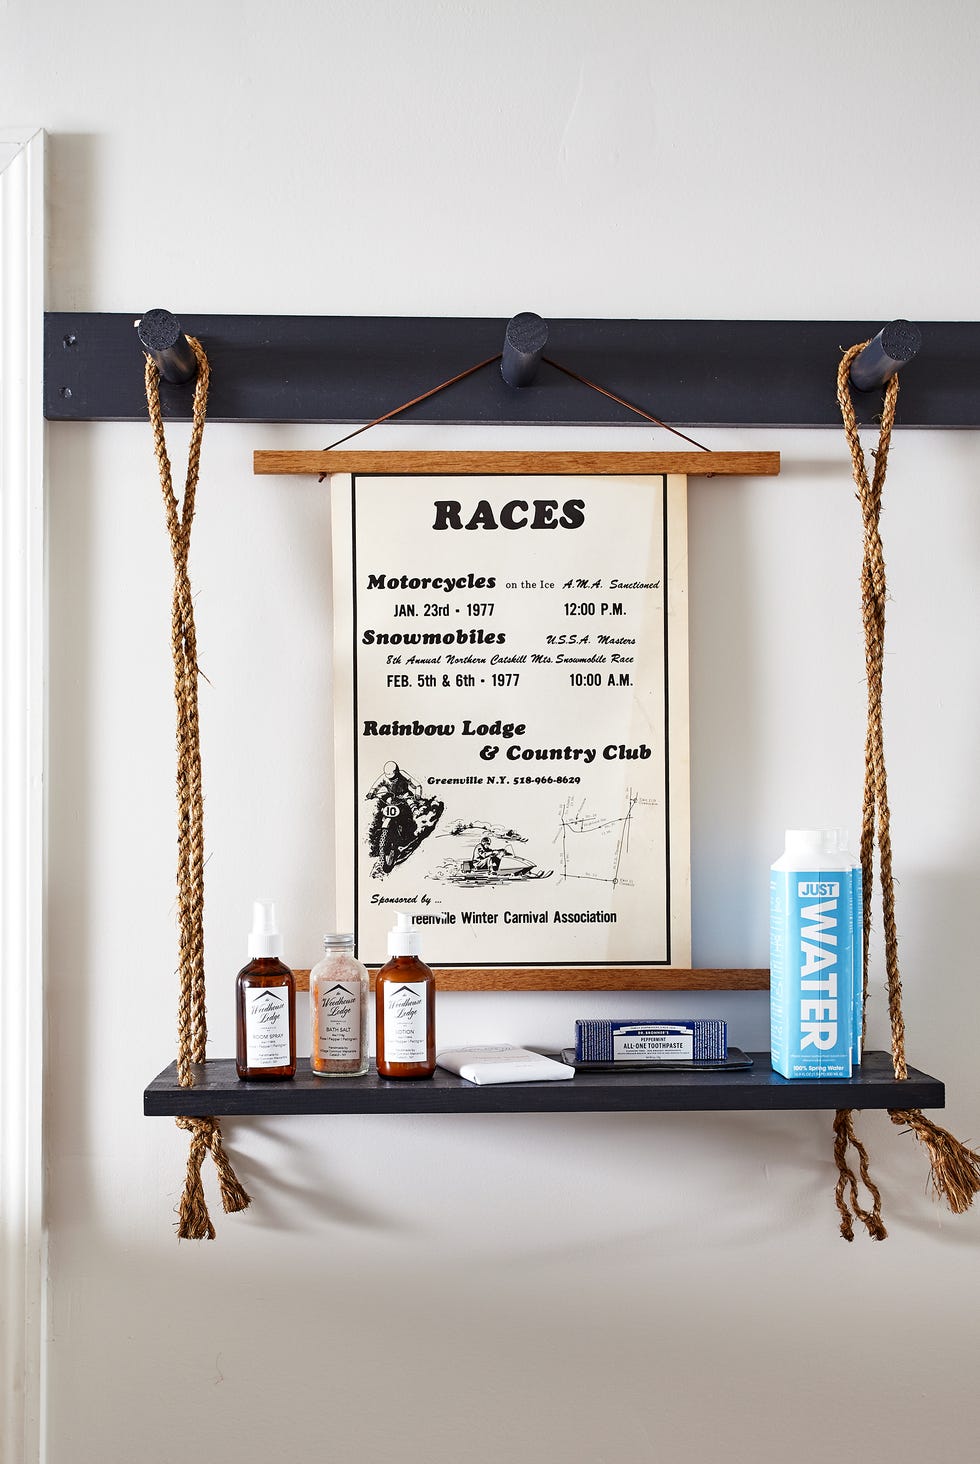 RACES
Motorcycles on the Ice A.M.A. Sanctioned
JAN. 23rd • 1977 12:00 P.M.
Snowmobiles U.S.S.A. Masters
8th Annual Northern Catskill Mts. Snowmobile Race
FEB. 5th & 6th • 1977 10:00 A.M.
Rainbow Lodge
& Country Club
Greenville N.Y. 518-966-8629
10
Sponsored by ...
reenville Winter Carnival Association
JUST
WATER
100% Spring Water
the
Woodhouse
Lodge
ROOM SPRAY
the
Woodhouse
Lodge
BATH SALT
the
Woodhouse
Lodge
LOTION
DR. BRONNER'S
PEPPERMINT
ALL-ONE TOOTHPASTE